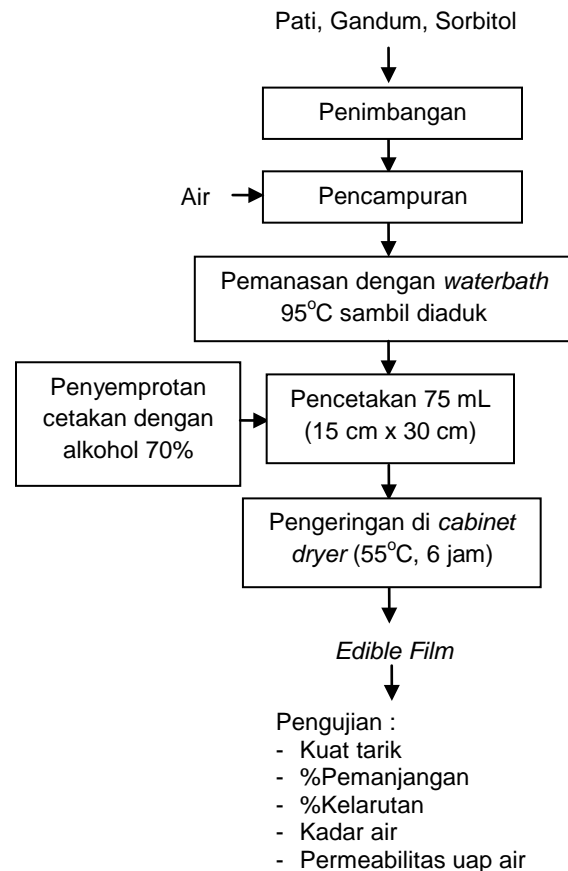 Pati, Gandum, Sorbitol
Penimbangan
Air
Pencampuran
Pemanasan dengan waterbath
95°C sambil diaduk
Penyemprotan
cetakan dengan
alkohol 70%
Pencetakan 75 mL
(15 cm x 30 cm)
Pengeringan di cabinet
dryer (55°C, 6 jam)
Edible Film
Pengujian :
- Kuat tarik
- %Pemanjangan
- %Kelarutan
- Kadar air
- Permeabilitas uap air